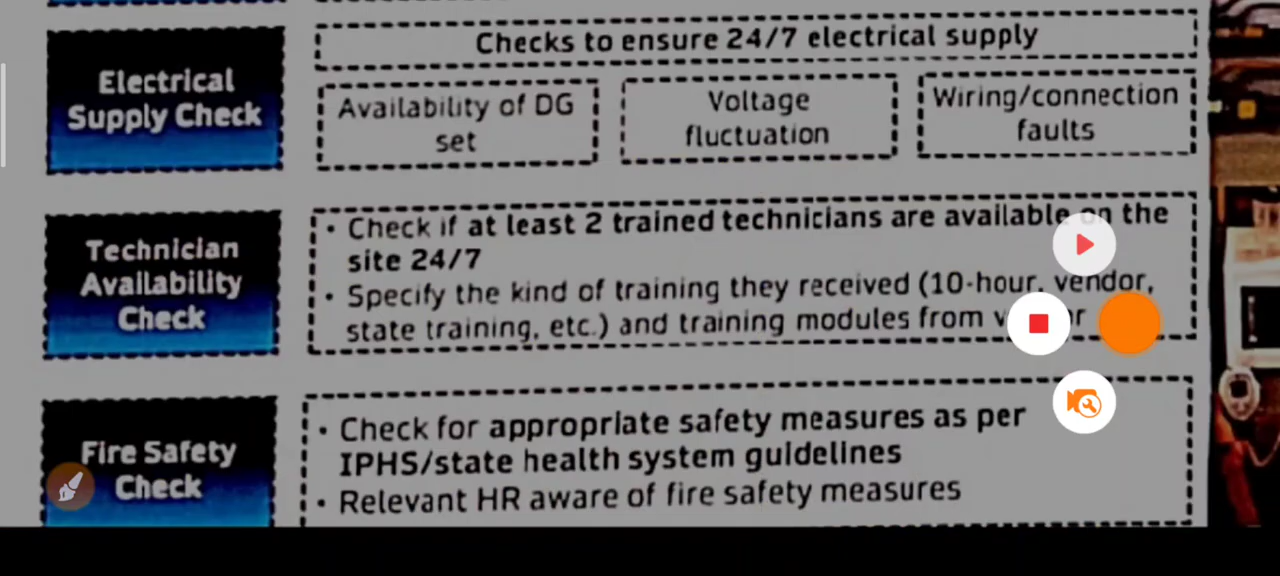 Electrical
Supply Check
Checks to ensure 24/7 electrical supply
Availability of DG
set
Voltage
fluctuation
Wiring/connection
faults
Technician
Availability
Check
• Check if at least 2 trained technicians are available on the
site 24/7
• Specify the kind of training they received (10-hour, vendor,
state training, etc.) and training modules from
Fire Safety
Check
• Check for appropriate safety measures as per
IPHS/state health system guidelines
• Relevant HR aware of fire safety measures